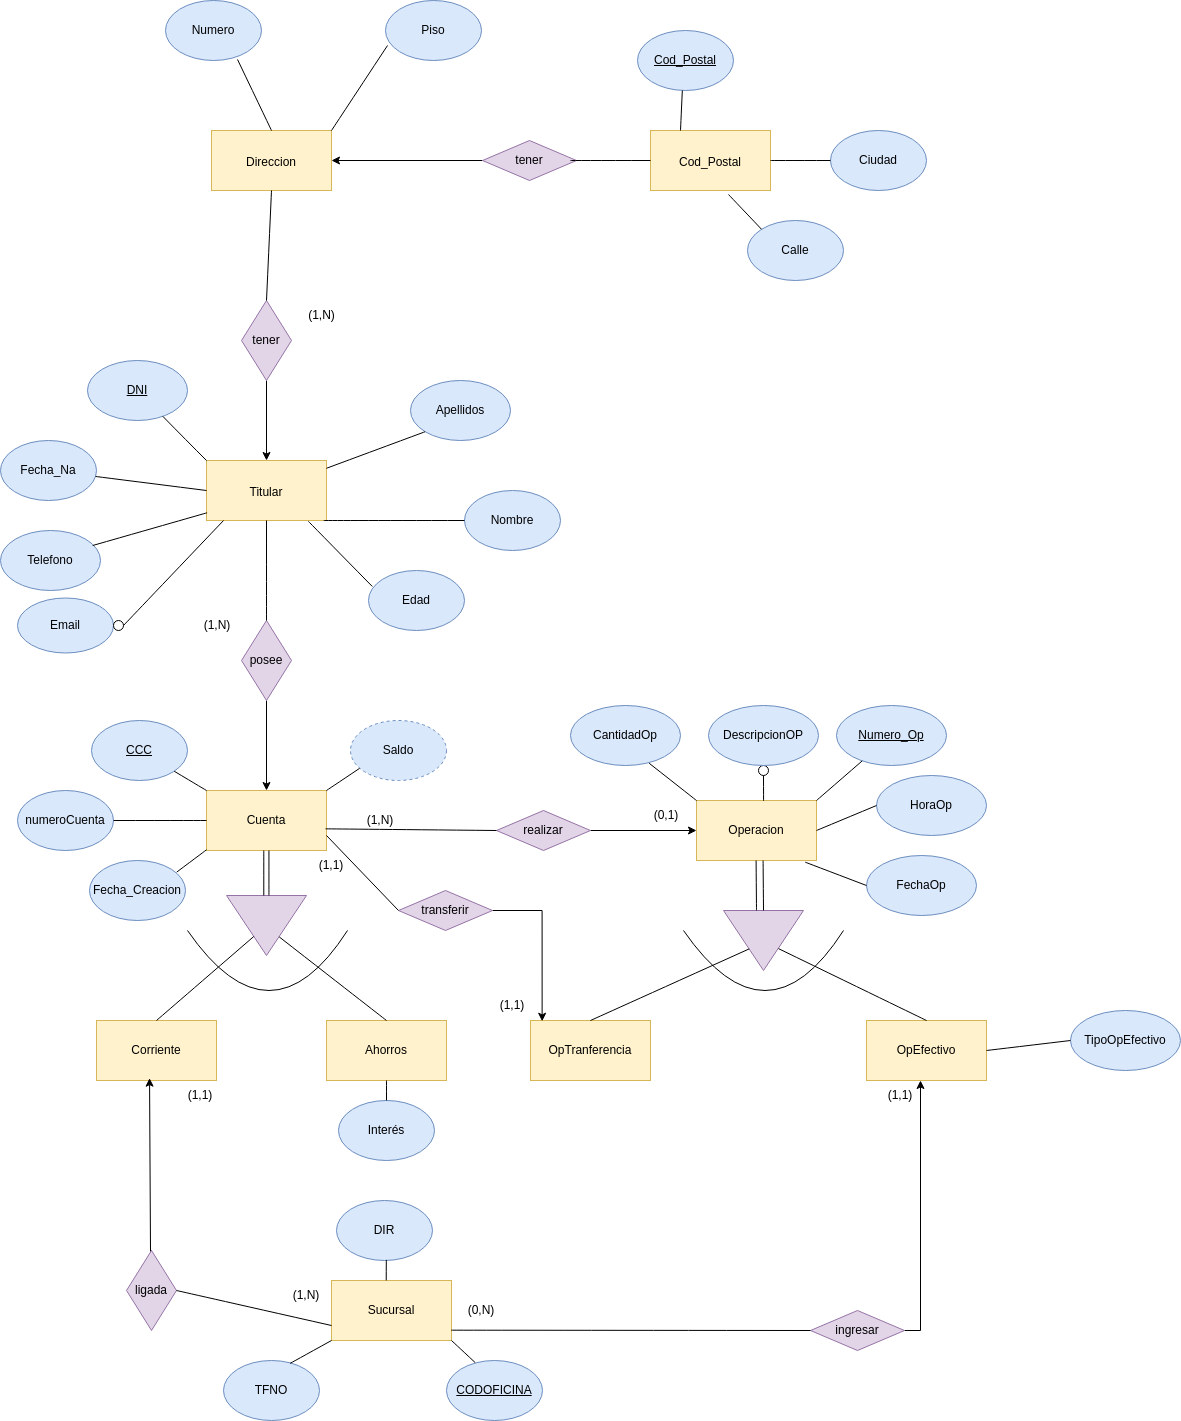 Numero
Piso
Cod_Postal
Direccion
tener
Cod_Postal
Ciudad
Calle
(1,N)
tener
DNI
Apellidos
Fecha_Na
Titular
Nombre
Telefono
Edad
Email
(1,N)
posee
CCC
Saldo
CantidadOp
DescripcionOP
Numero_Op
numeroCuenta
Cuenta
(1,N)
realizar
(0,1)
Operacion
HoraOp
(1,1)
Fecha_Creacion
FechaOp
transferir
(1,1)
Corriente
Ahorros
OpTranferencia
OpEfectivo
TipoOpEfectivo
(1,1)
(1,1)
Interés
DIR
ligada
(1,N)
Sucursal
(0,N)
ingresar
TFNO
CODOFICINA